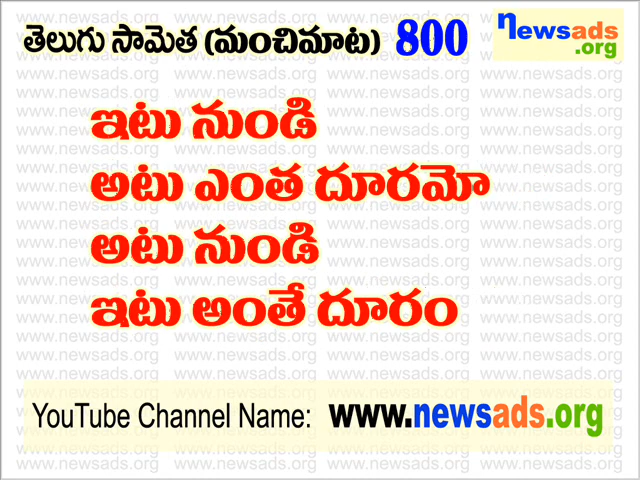 తెలుగు సామెత (మంచిమాట) 800
newsads
.org
ఇటు నుండి
అటు ఎంత దూరమో
అటు నుండి
ఇటు అంతే దూరం
YouTube Channel Name: www.newsads.org